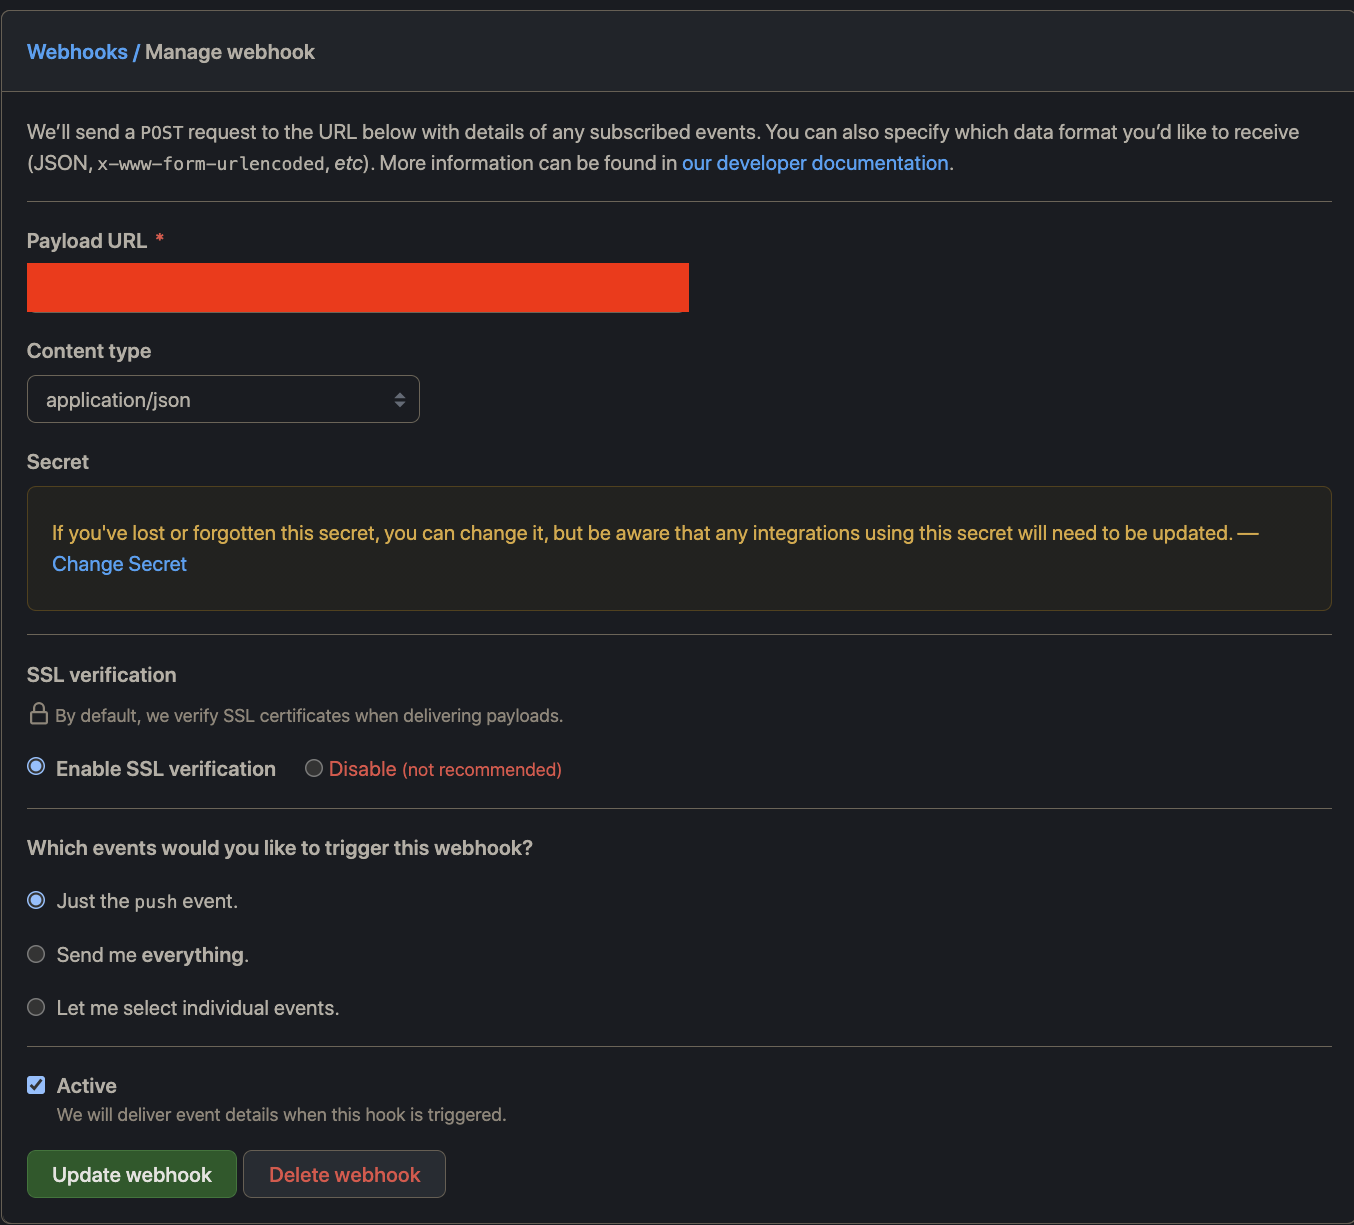 Webhooks / Manage webhook
We’ll send a POST request to the URL below with details of any subscribed events. You can also specify which data format you’d like to receive
(JSON, x-www-form-urlencoded, etc). More information can be found in our developer documentation.
Payload URL *
Content type
application/json
Secret
If you've lost or forgotten this secret, you can change it, but be aware that any integrations using this secret will need to be updated. —
Change Secret
SSL verification
By default, we verify SSL certificates when delivering payloads.
Enable SSL verification Disable (not recommended)
Which events would you like to trigger this webhook?
Just the push event.
Send me everything.
Let me select individual events.
Active
We will deliver event details when this hook is triggered.
Update webhook Delete webhook